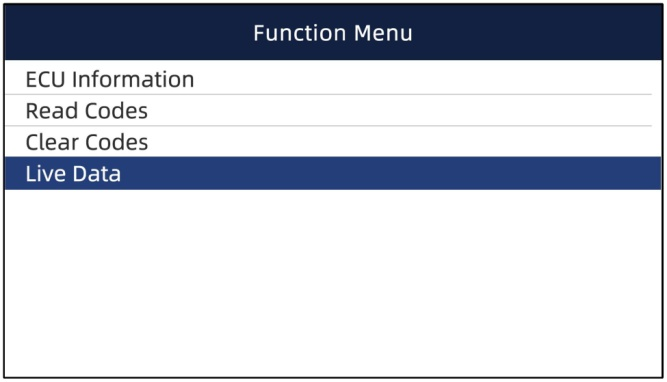 Function Menu
ECU Information
Read Codes
Clear Codes
Live Data